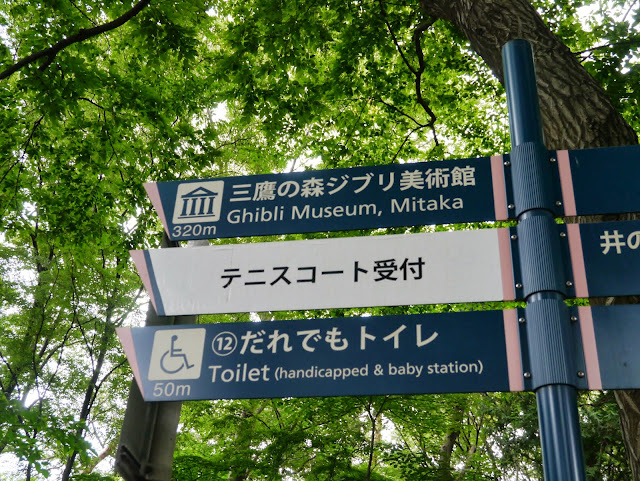 三鷹の森ジブリ美術館
Ghibli Museum, Mitaka
320m
テニスコート受付
井の
⑫だれでもトイレ
Toilet (handicapped & baby station)
50m